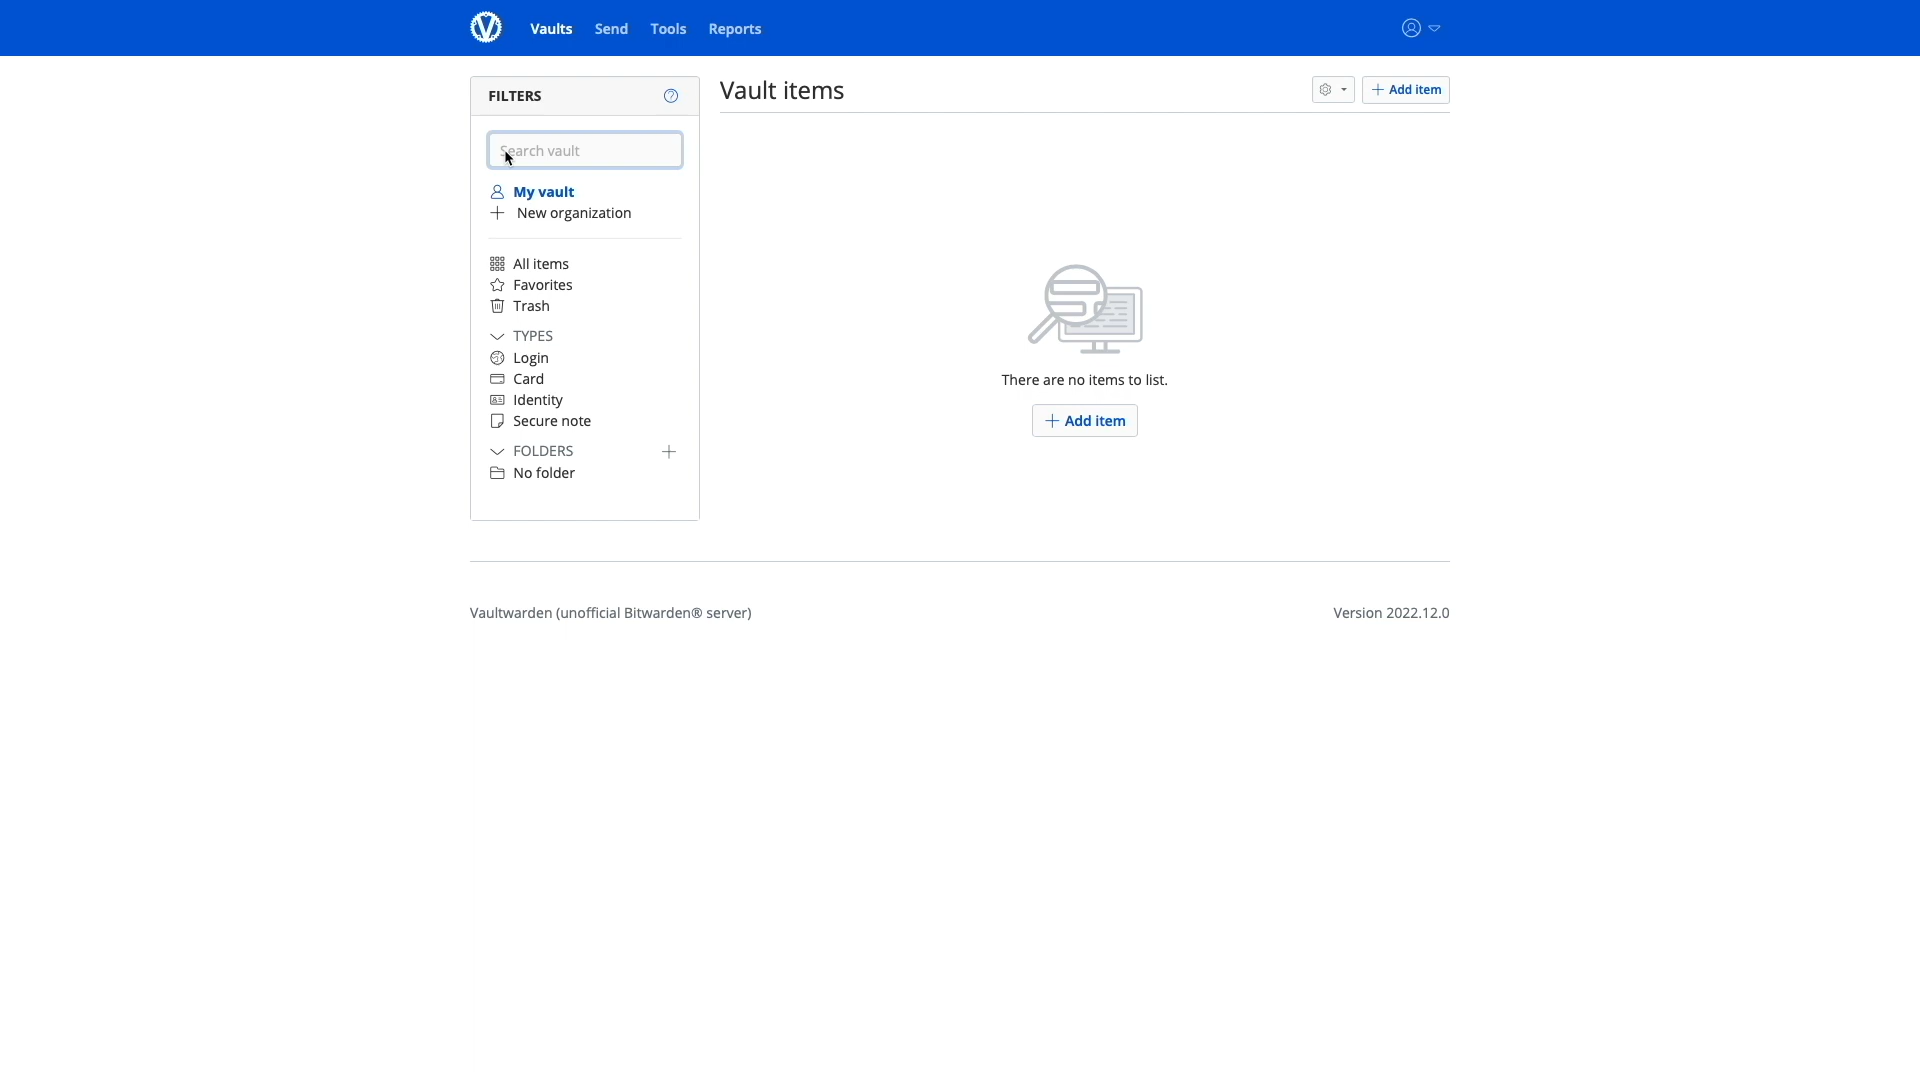 Vaults Send Tools Reports
FILTERS
Search vault
My vault
New organization
All items
Favorites
Trash
TYPES
Login
Card
Identity
Secure note
FOLDERS
No folder
Vault items
Add item
There are no items to list.
Add item
Vaultwarden (unofficial Bitwarden® server)
Version 2022.12.0